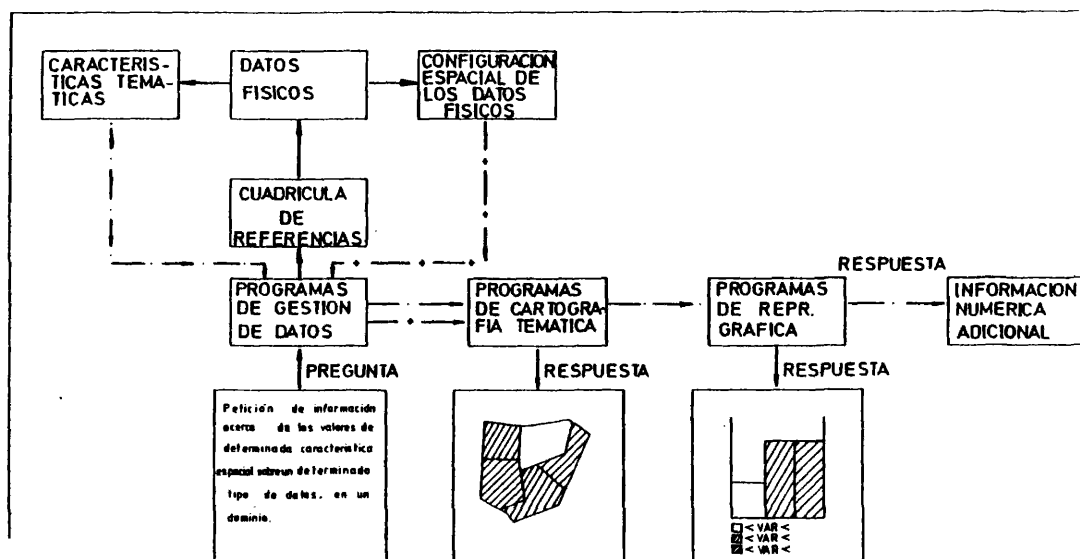 CARACTERIS-
TICAS TEMA-
TICAS
DATOS
FISICOS
CONFIGURACION
ESPACIAL DE
LOS DATOS
FISICOS
CUADRICULA
DE
REFERENCIAS
PROGRAMAS
DE GESTION
DE DATOS
PROGRAMAS
DE CARTOGRA-
FIA TEMATICA
PROGRAMAS
DE REPR.
GRAFICA
RESPUESTA
INFORMACION
NUMERICA
ADICIONAL
PREGUNTA
RESPUESTA
RESPUESTA
Petición de información
acerca de los valores de
determinada característica
espacial sobre un determinado
tipo de datos, en un
dominio.
< VAR <
< VAR <
< VAR <